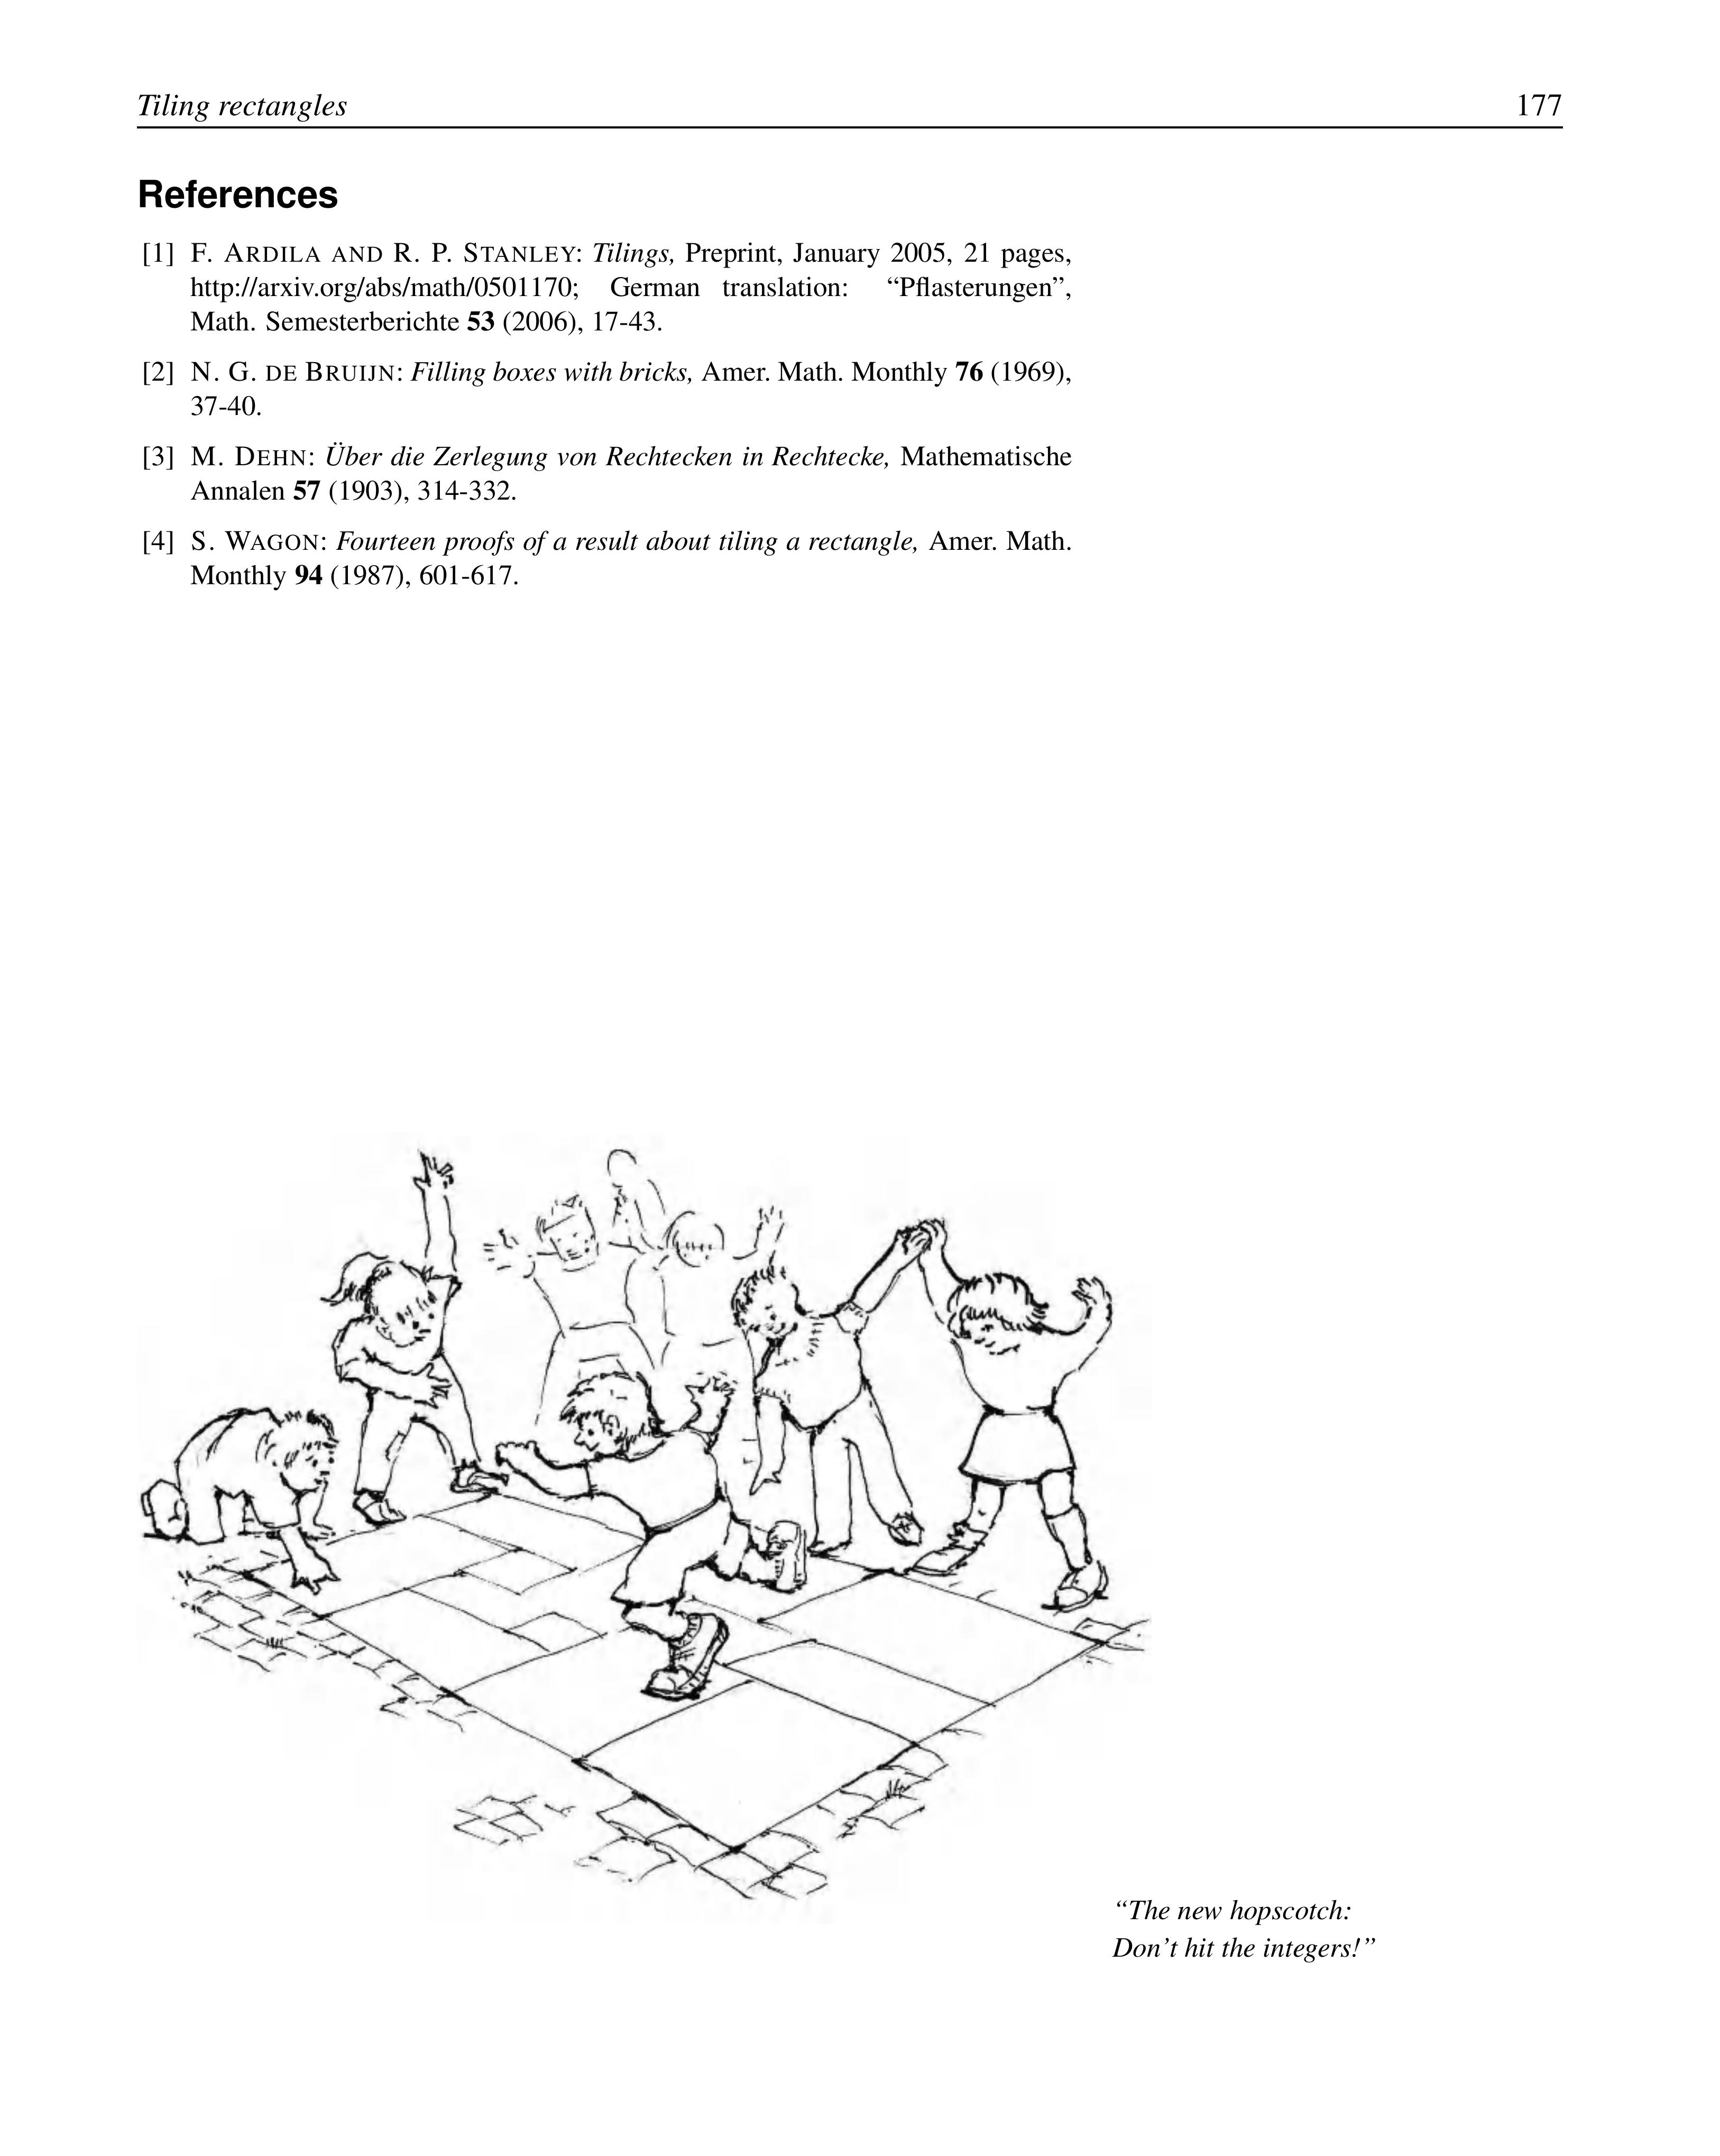 Tiling rectangles 177
References
[1] F. ARDILA AND R. P. STANLEY: Tilings, Preprint, January 2005, 21 pages,
http://arxiv.org/abs/math/0501170; German translation: “Pflasterungen”,
Math. Semesterberichte 53 (2006), 17-43.
[2] N. G. DE BRUIJN: Filling boxes with bricks, Amer. Math. Monthly 76 (1969),
37-40.
[3] M. DEHN: Über die Zerlegung von Rechtecken in Rechtecke, Mathematische
Annalen 57 (1903), 314-332.
[4] S. WAGON: Fourteen proofs of a result about tiling a rectangle, Amer. Math.
Monthly 94 (1987), 601-617.
“The new hopscotch:
Don’t hit the integers!”